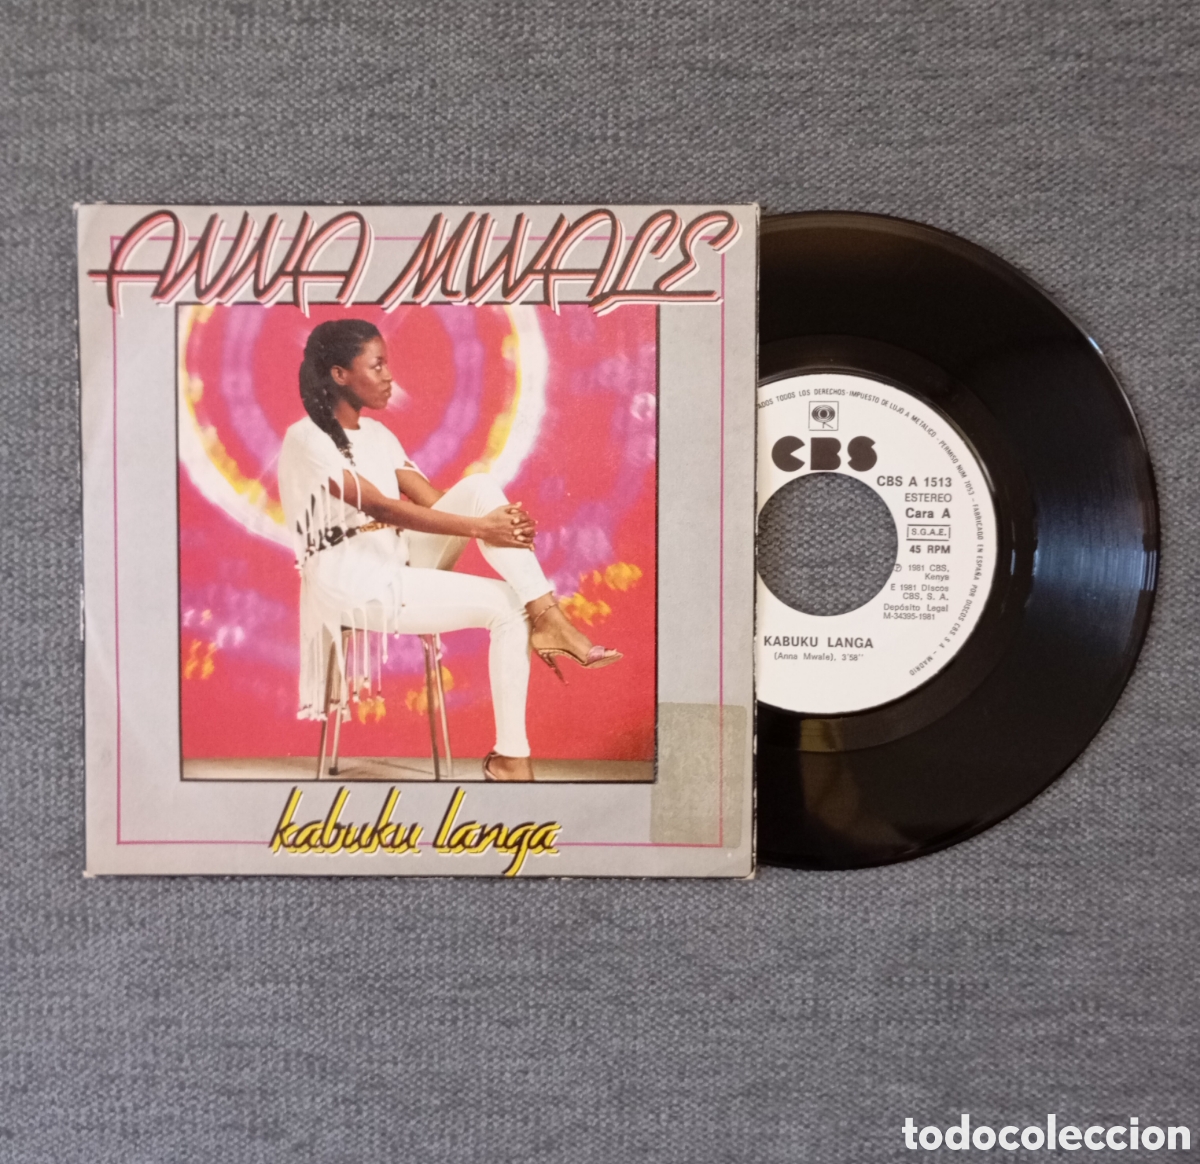 ANNA MWALE
kabuku langa
ADOS TODOS LOS DERECHOS · IMPUESTO DE LUJO A METALICO · PERMISO NUM 1053 - FABRICADO EN ESPAÑA POR DISCOS CBS S.A. - MADRID
CBS
CBS A 1513
ESTEREO
Cara A
S.G.A.E.
45 RPM
℗ 1981 CBS,
Kenya
E 1981 Discos
CBS, S. A.
Depósito Legal
M-34395-1981
KABUKU LANGA
(Anna Mwale). 3'58''
todocoleccion